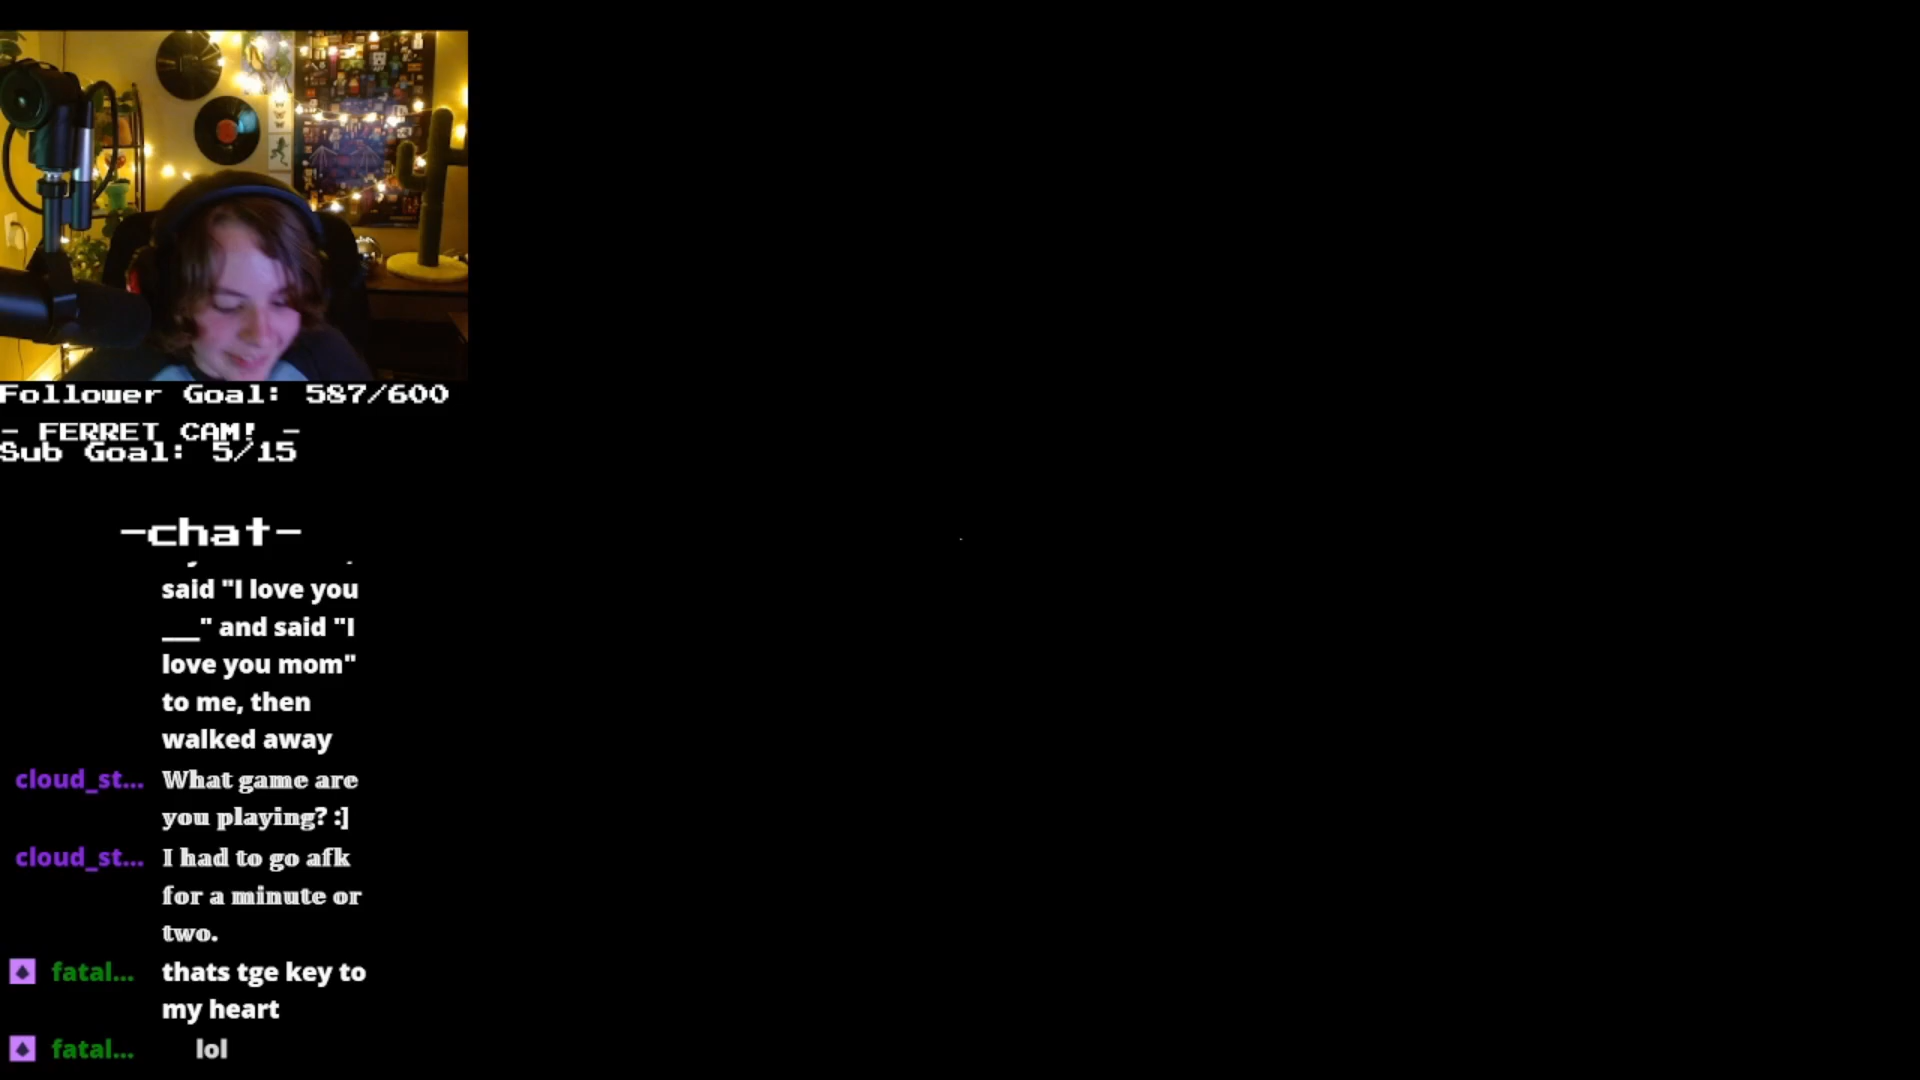 Follower Goal: 587/600
- FERRET CAM! -
Sub Goal: 5/15
-chat-
said "I love you
___" and said "I
love you mom"
to me, then
walked away
cloud_st... What game are
you playing? :]
cloud_st... I had to go afk
for a minute or
two.
fatal... thats tge key to
my heart
fatal... lol